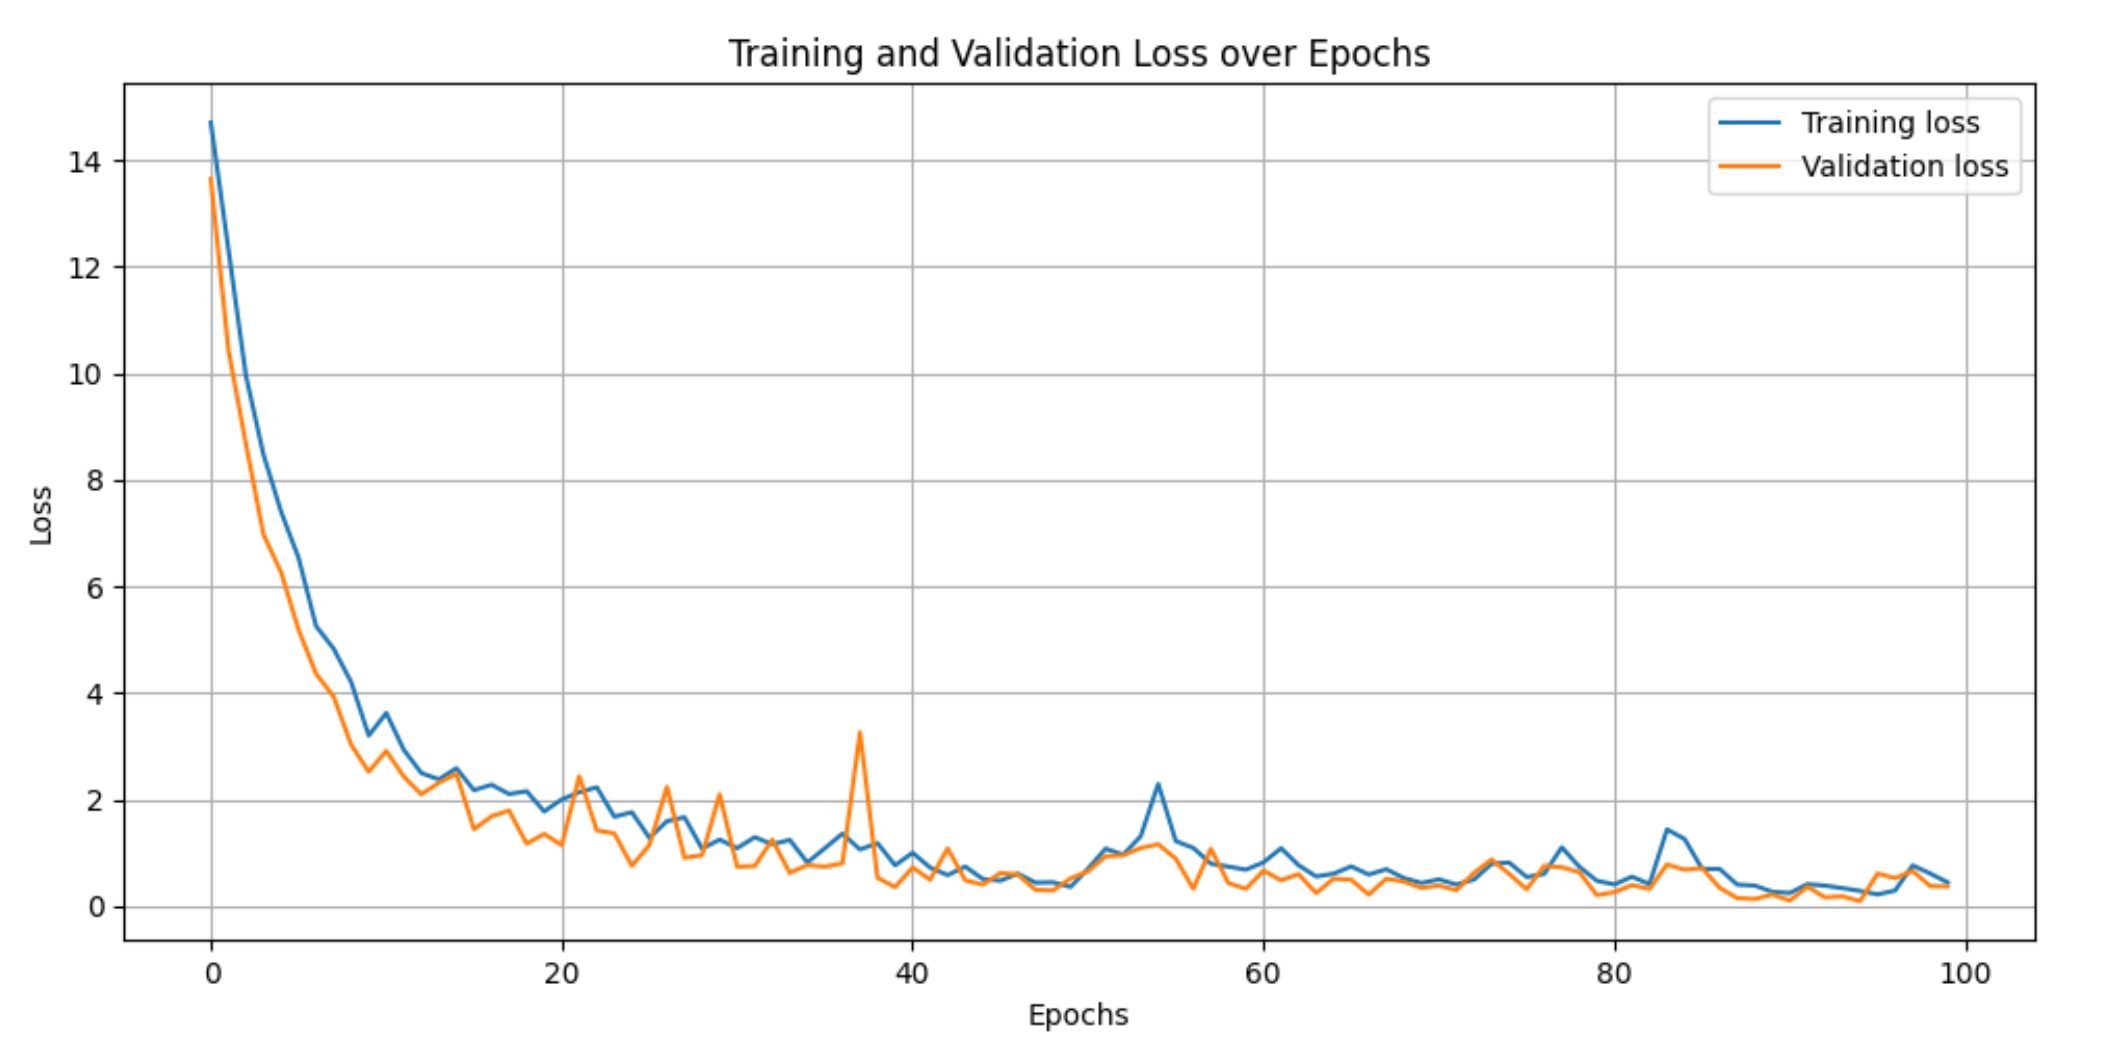 Training and Validation Loss over Epochs
Training loss
Validation loss
14
12
10
8
6
4
2
0
Loss
0 20 40 60 80 100
Epochs